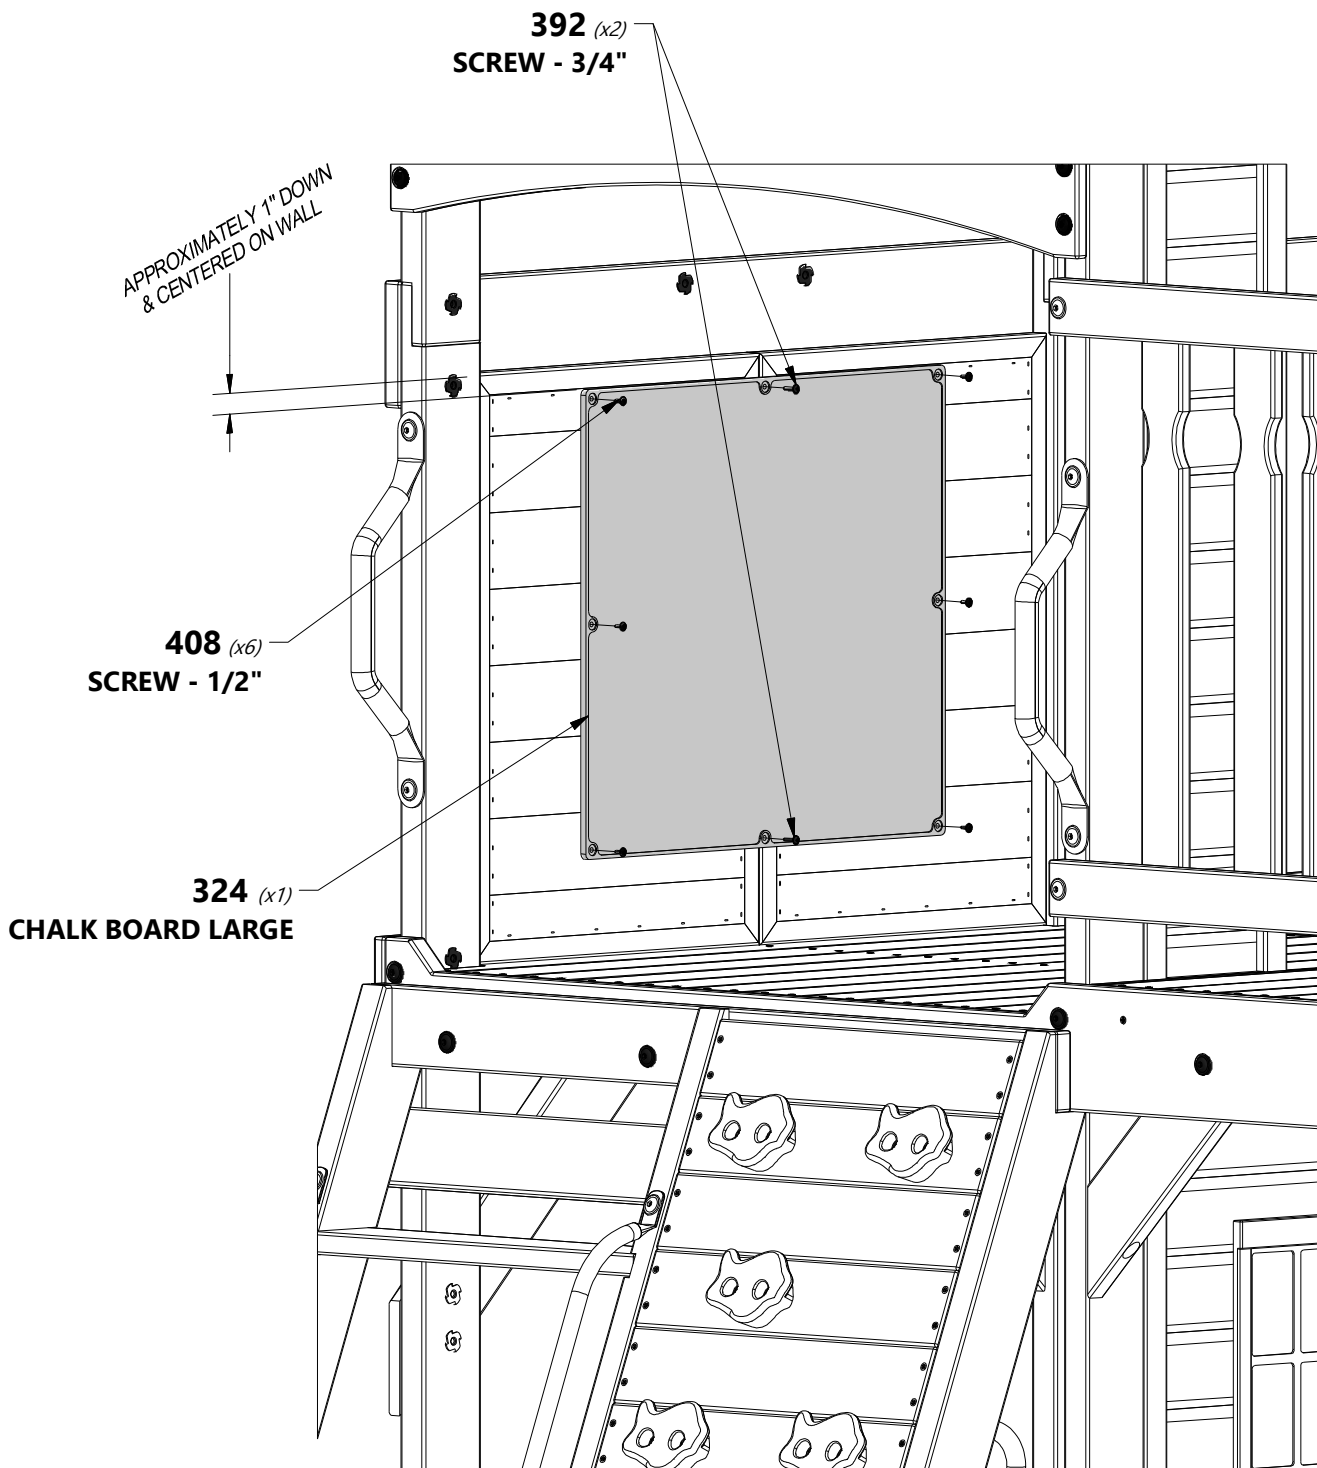 392 (x2)
SCREW - 3/4"
APPROXIMATELY 1" DOWN
& CENTERED ON WALL
408 (x6)
SCREW - 1/2"
324 (x1)
CHALK BOARD LARGE